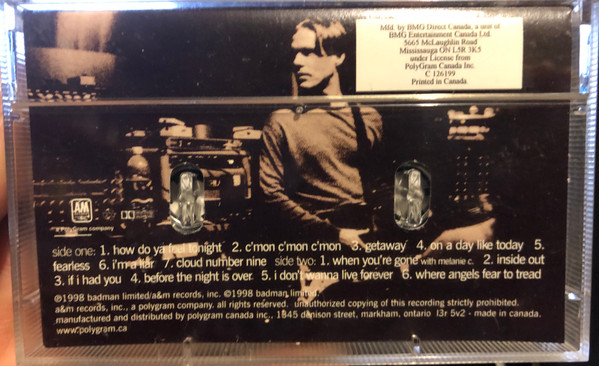 Mfd. by BMG Direct Canada, a unit of
BMG Entertainment Canada Ltd.
5665 McLaughlin Road
Mississauga ON L5R 3K5
under License from
PolyGram Canada Inc.
C 126199
Printed in Canada.
A&M RECORDS
a PolyGram company
side one: 1. how do ya feel tonight 2. c'mon c'mon c'mon 3. getaway 4. on a day like today 5.
fearless 6. i'm a liar 7. cloud number nine side two: 1. when you're gone with melanie c. 2. inside out
3. if i had you 4. before the night is over 5. i don't wanna live forever 6. where angels fear to tread
℗1998 badman limited/a&m records, inc. ©1998 badman limited/
a&m records, inc., a polygram company. all rights reserved. unauthorized copying of this recording strictly prohibited.
manufactured and distributed by polygram canada inc., 1345 denison street, markham, ontario l3r 5v2 - made in canada.
www.polygram.ca